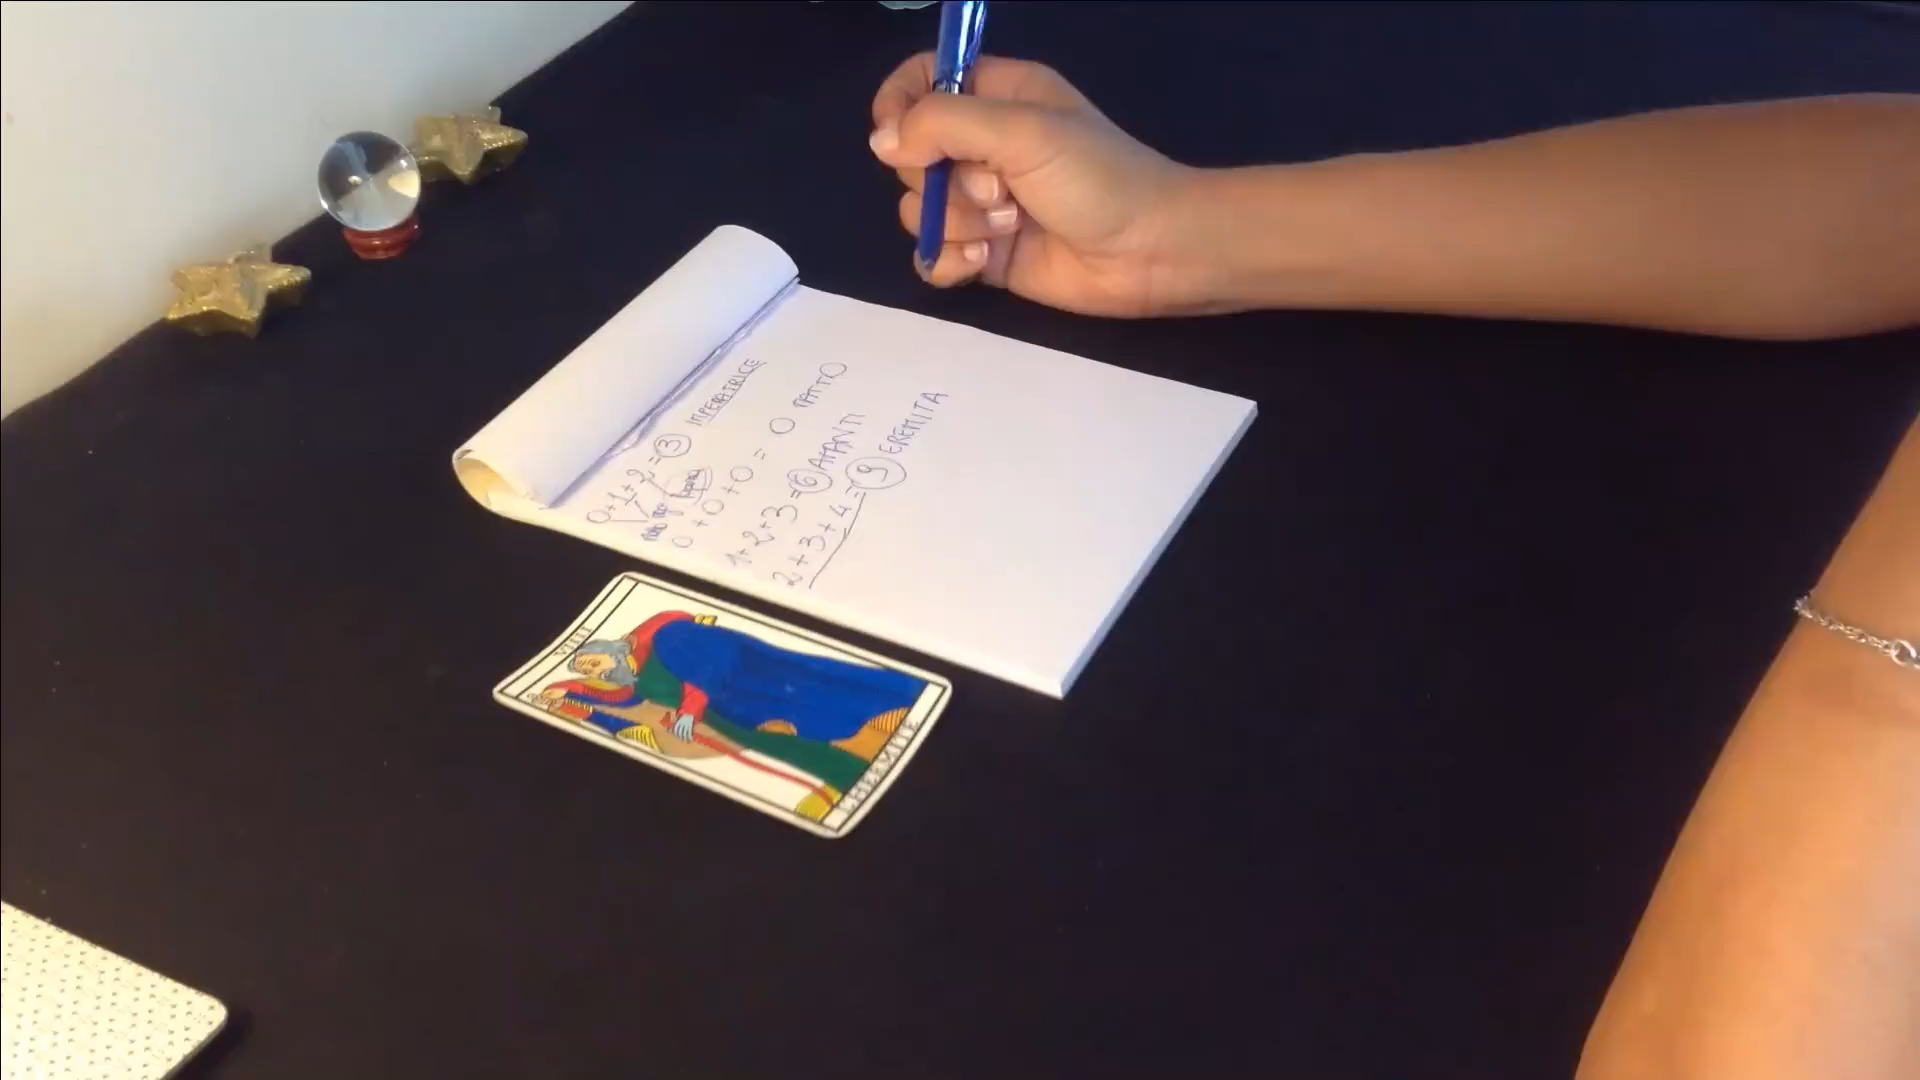 0+1+2=3 IMPERATRICE
0+0+0=0 MATTO
1+2+3=6 AMANTI
2+3+4=9 EREMITA
VIIII
L'HERMITE